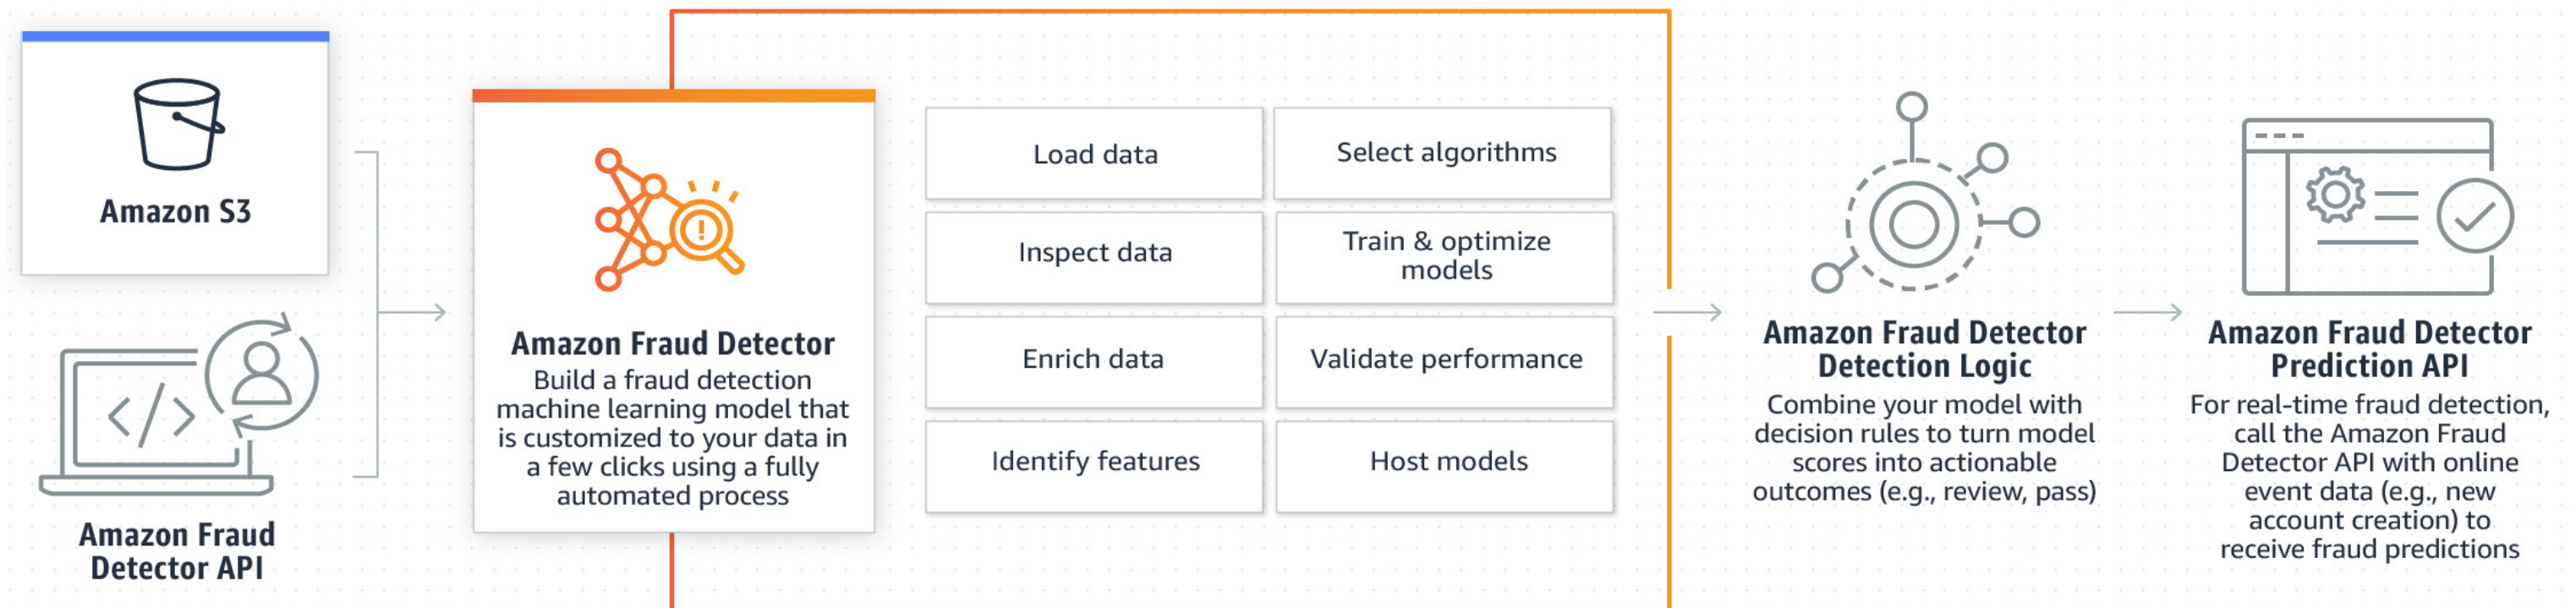 Amazon S3
Amazon Fraud
Detector API
Amazon Fraud Detector
Build a fraud detection
machine learning model that
is customized to your data in
a few clicks using a fully
automated process
Load data
Select algorithms
Inspect data
Train & optimize
models
Enrich data
Validate performance
Identify features
Host models
Amazon Fraud Detector
Detection Logic
Combine your model with
decision rules to turn model
scores into actionable
outcomes (e.g., review, pass)
Amazon Fraud Detector
Prediction API
For real-time fraud detection,
call the Amazon Fraud
Detector API with online
event data (e.g., new
account creation) to
receive fraud predictions